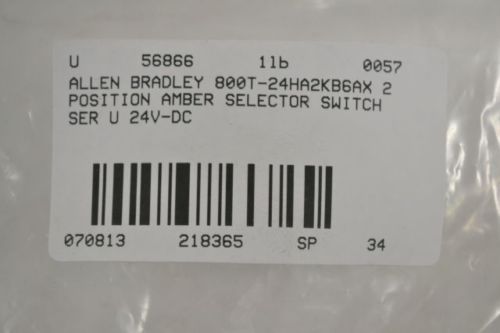 U 56866 1lb 0057
ALLEN BRADLEY 800T-24HA2KB6AX 2
POSITION AMBER SELECTOR SWITCH
SER U 24V-DC
070813 218365 SP 34